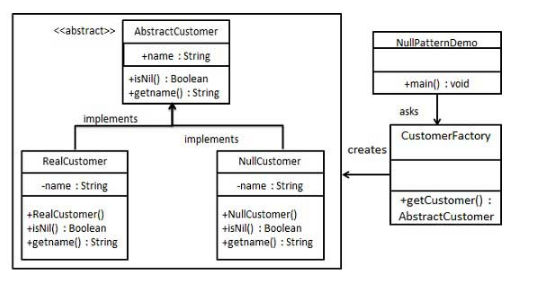 <<abstract>>
AbstractCustomer
+name : String
+isNil() : Boolean
+getname() : String
implements
implements
RealCustomer
-name : String
+RealCustomer()
+isNil() : Boolean
+getname() : String
NullCustomer
-name : String
+NullCustomer()
+isNil() : Boolean
+getname() : String
NullPatternDemo
+main() : void
asks
CustomerFactory
+getCustomer() :
AbstractCustomer
creates